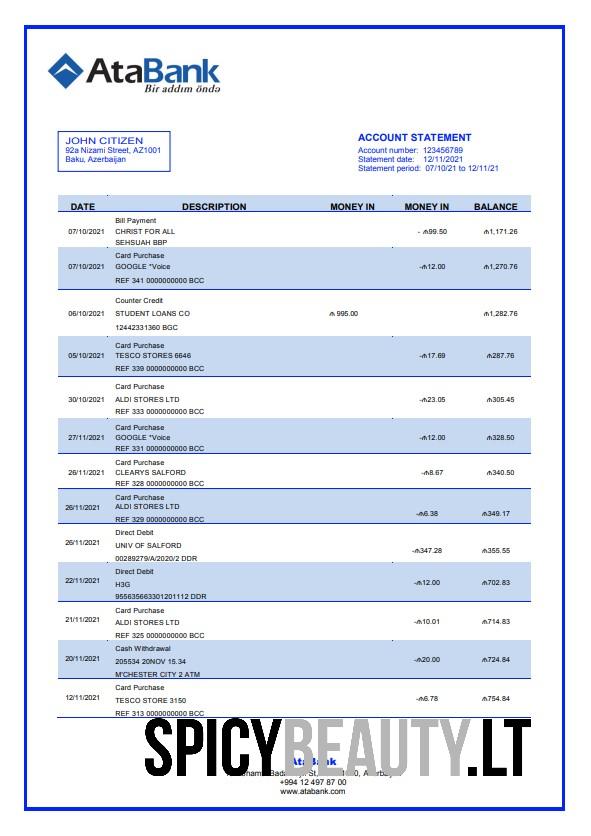 AtaBank
Bir addım öndə
JOHN CITIZEN
92a Nizami Street, AZ1001
Baku, Azerbaijan
ACCOUNT STATEMENT
Account number: 123456789
Statement date: 12/11/2021
Statement period: 07/10/21 to 12/11/21
DATE DESCRIPTION MONEY IN MONEY IN BALANCE
Bill Payment
07/10/2021 CHRIST FOR ALL - ₼99.50 ₼1,171.26
SEHSUAH BBP
Card Purchase
07/10/2021 GOOGLE *Voice -₼12.00 ₼1,270.76
REF 341 0000000000 BCC
Counter Credit
06/10/2021 STUDENT LOANS CO ₼ 995.00 ₼1,282.76
12442331360 BGC
Card Purchase
05/10/2021 TESCO STORES 6646 -₼17.69 ₼287.76
REF 339 0000000000 BCC
Card Purchase
30/10/2021 ALDI STORES LTD -₼23.05 ₼305.45
REF 333 0000000000 BCC
Card Purchase
27/11/2021 GOOGLE *Voice -₼12.00 ₼328.50
REF 331 0000000000 BCC
Card Purchase
26/11/2021 CLEARYS SALFORD -₼8.67 ₼340.50
REF 328 0000000000 BCC
Card Purchase
26/11/2021 ALDI STORES LTD -₼6.38 ₼349.17
REF 329 0000000000 BCC
Direct Debit
26/11/2021 UNIV OF SALFORD -₼347.28 ₼355.55
00289279/A/2020/2 DDR
Direct Debit
22/11/2021 H3G -₼12.00 ₼702.83
955635663301201112 DDR
Card Purchase
21/11/2021 ALDI STORES LTD -₼10.01 ₼714.83
REF 325 0000000000 BCC
Cash Withdrawal
20/11/2021 205534 20NOV 15.34 -₼20.00 ₼724.84
M'CHESTER CITY 2 ATM
Card Purchase
12/11/2021 TESCO STORE 3150 -₼6.78 ₼754.84
REF 313 0000000000 BCC
SPICYBEAUTY.LT
AtaBank
+994 12 497 87 00
www.atabank.com